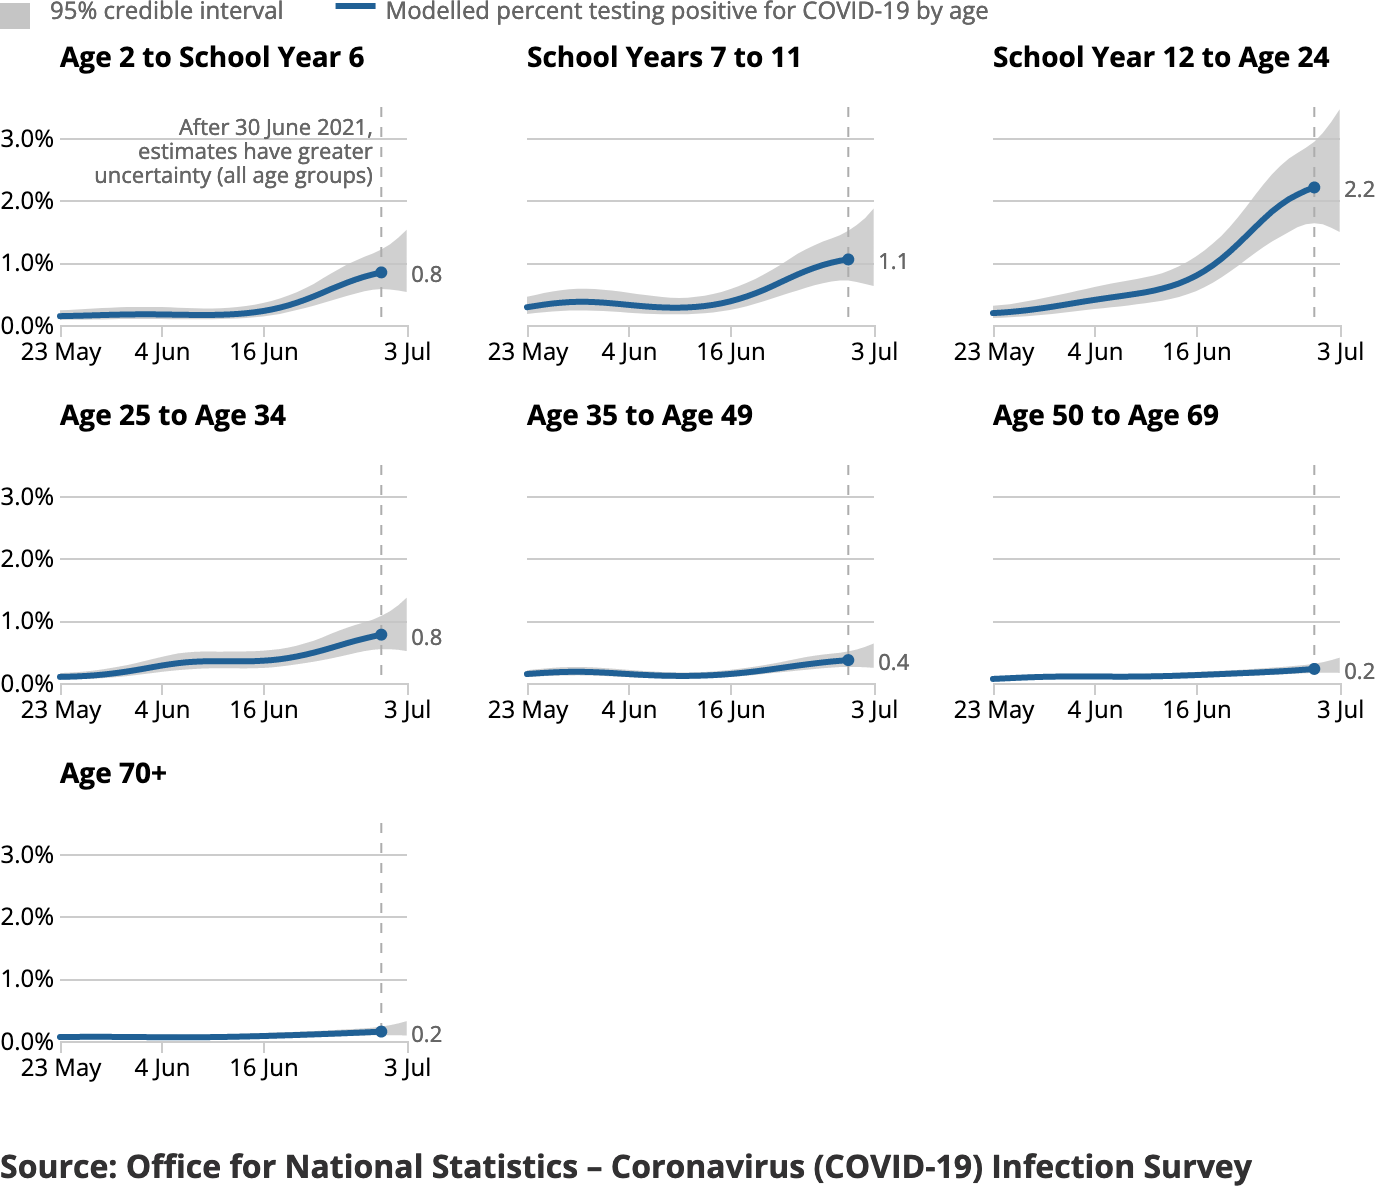 95% credible interval Modelled percent testing positive for COVID-19 by age
Age 2 to School Year 6
After 30 June 2021,
estimates have greater
uncertainty (all age groups)
3.0%
2.0%
1.0%
0.0%
0.8
23 May 4 Jun 16 Jun 3 Jul
School Years 7 to 11
1.1
23 May 4 Jun 16 Jun 3 Jul
School Year 12 to Age 24
2.2
23 May 4 Jun 16 Jun 3 Jul
Age 25 to Age 34
3.0%
2.0%
1.0%
0.0%
0.8
23 May 4 Jun 16 Jun 3 Jul
Age 35 to Age 49
0.4
23 May 4 Jun 16 Jun 3 Jul
Age 50 to Age 69
0.2
23 May 4 Jun 16 Jun 3 Jul
Age 70+
3.0%
2.0%
1.0%
0.0%
0.2
23 May 4 Jun 16 Jun 3 Jul
Source: Office for National Statistics – Coronavirus (COVID-19) Infection Survey